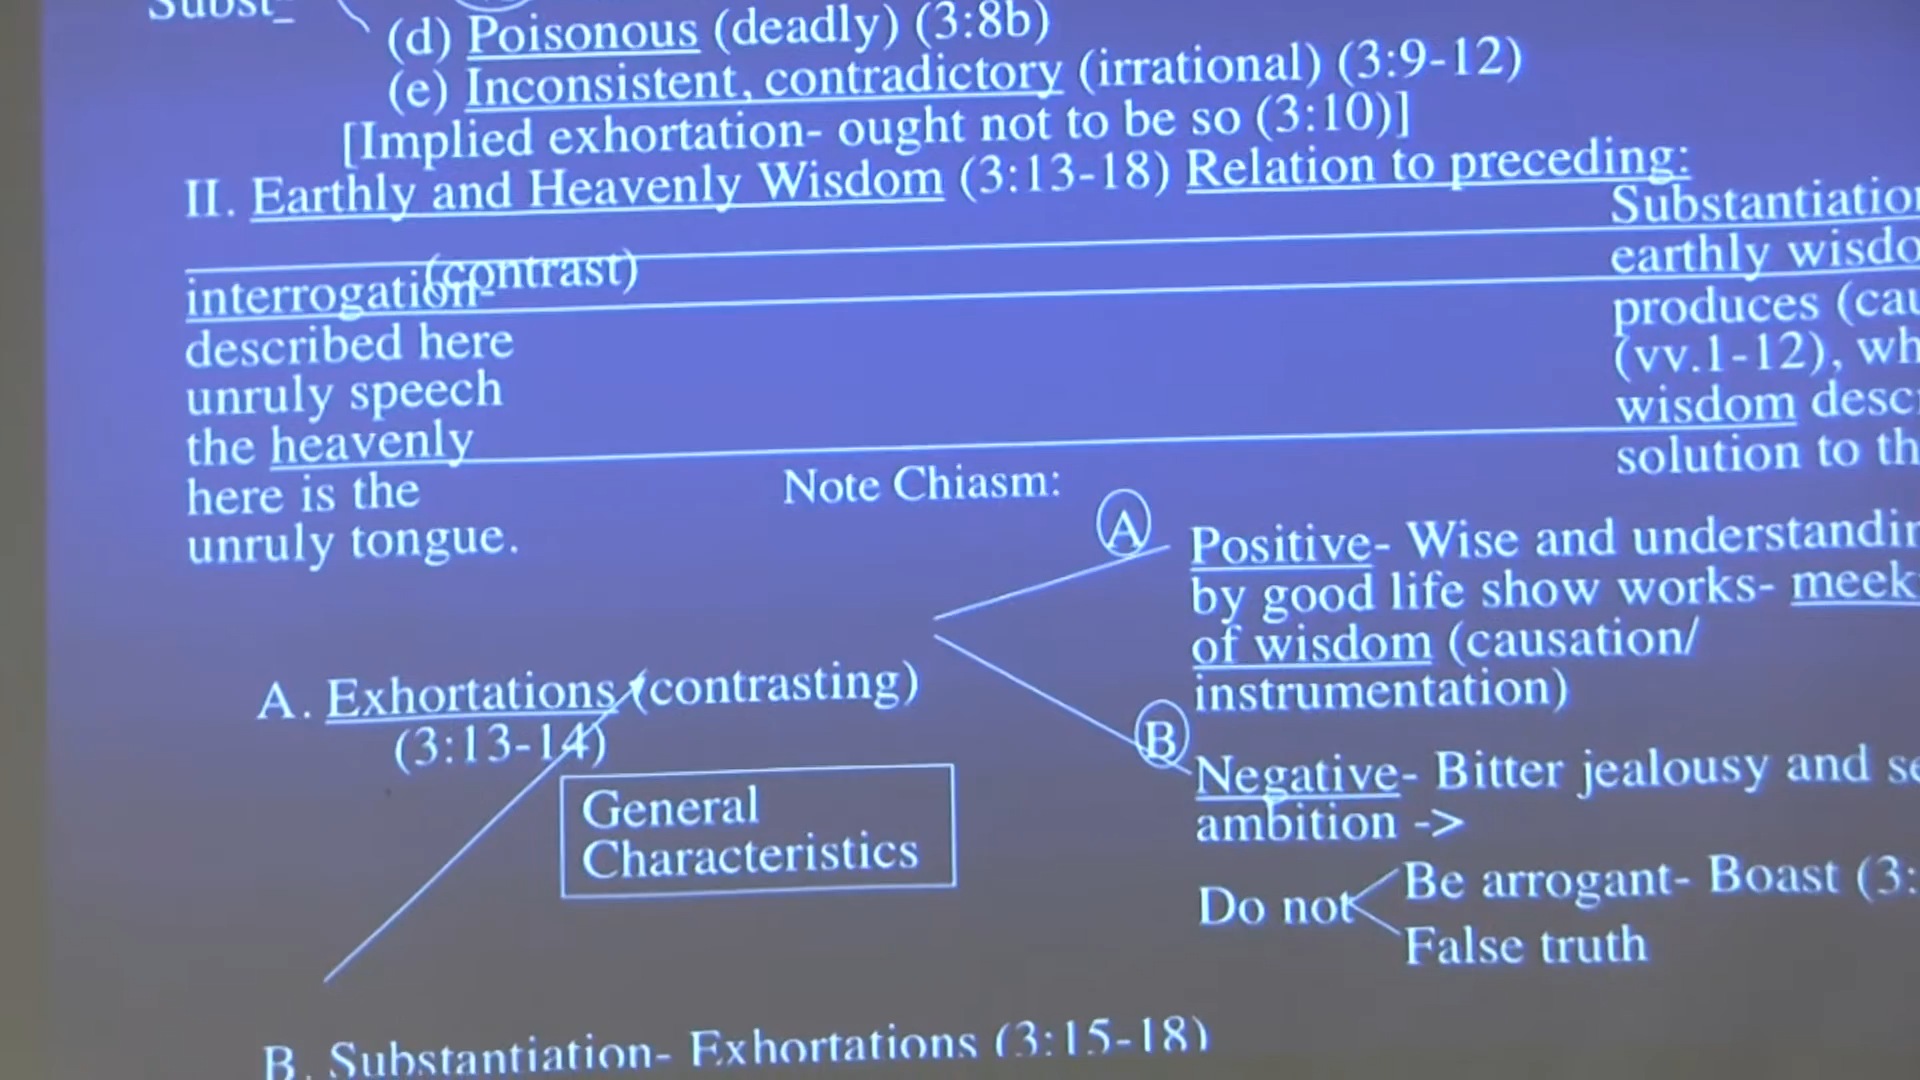 Subst_
(d) Poisonous (deadly) (3:8b)
(e) Inconsistent, contradictory (irrational) (3:9-12)
[Implied exhortation- ought not to be so (3:10)]
II. Earthly and Heavenly Wisdom (3:13-18) Relation to preceding:
Substantiation
(contrast)
interrogation-
earthly wisdo
described here
produces (cau
unruly speech
(vv.1-12), wh
the heavenly
wisdom desc
here is the
solution to th
unruly tongue.
Note Chiasm:
A
Positive- Wise and understandin
by good life show works- meek
of wisdom (causation/
instrumentation)
A. Exhortations (contrasting)
(3:13-14)
B
Negative- Bitter jealousy and se
ambition ->
General
Characteristics
Do not
Be arrogant- Boast (3:
False truth
B. Substantiation- Exhortations (3:15-18)